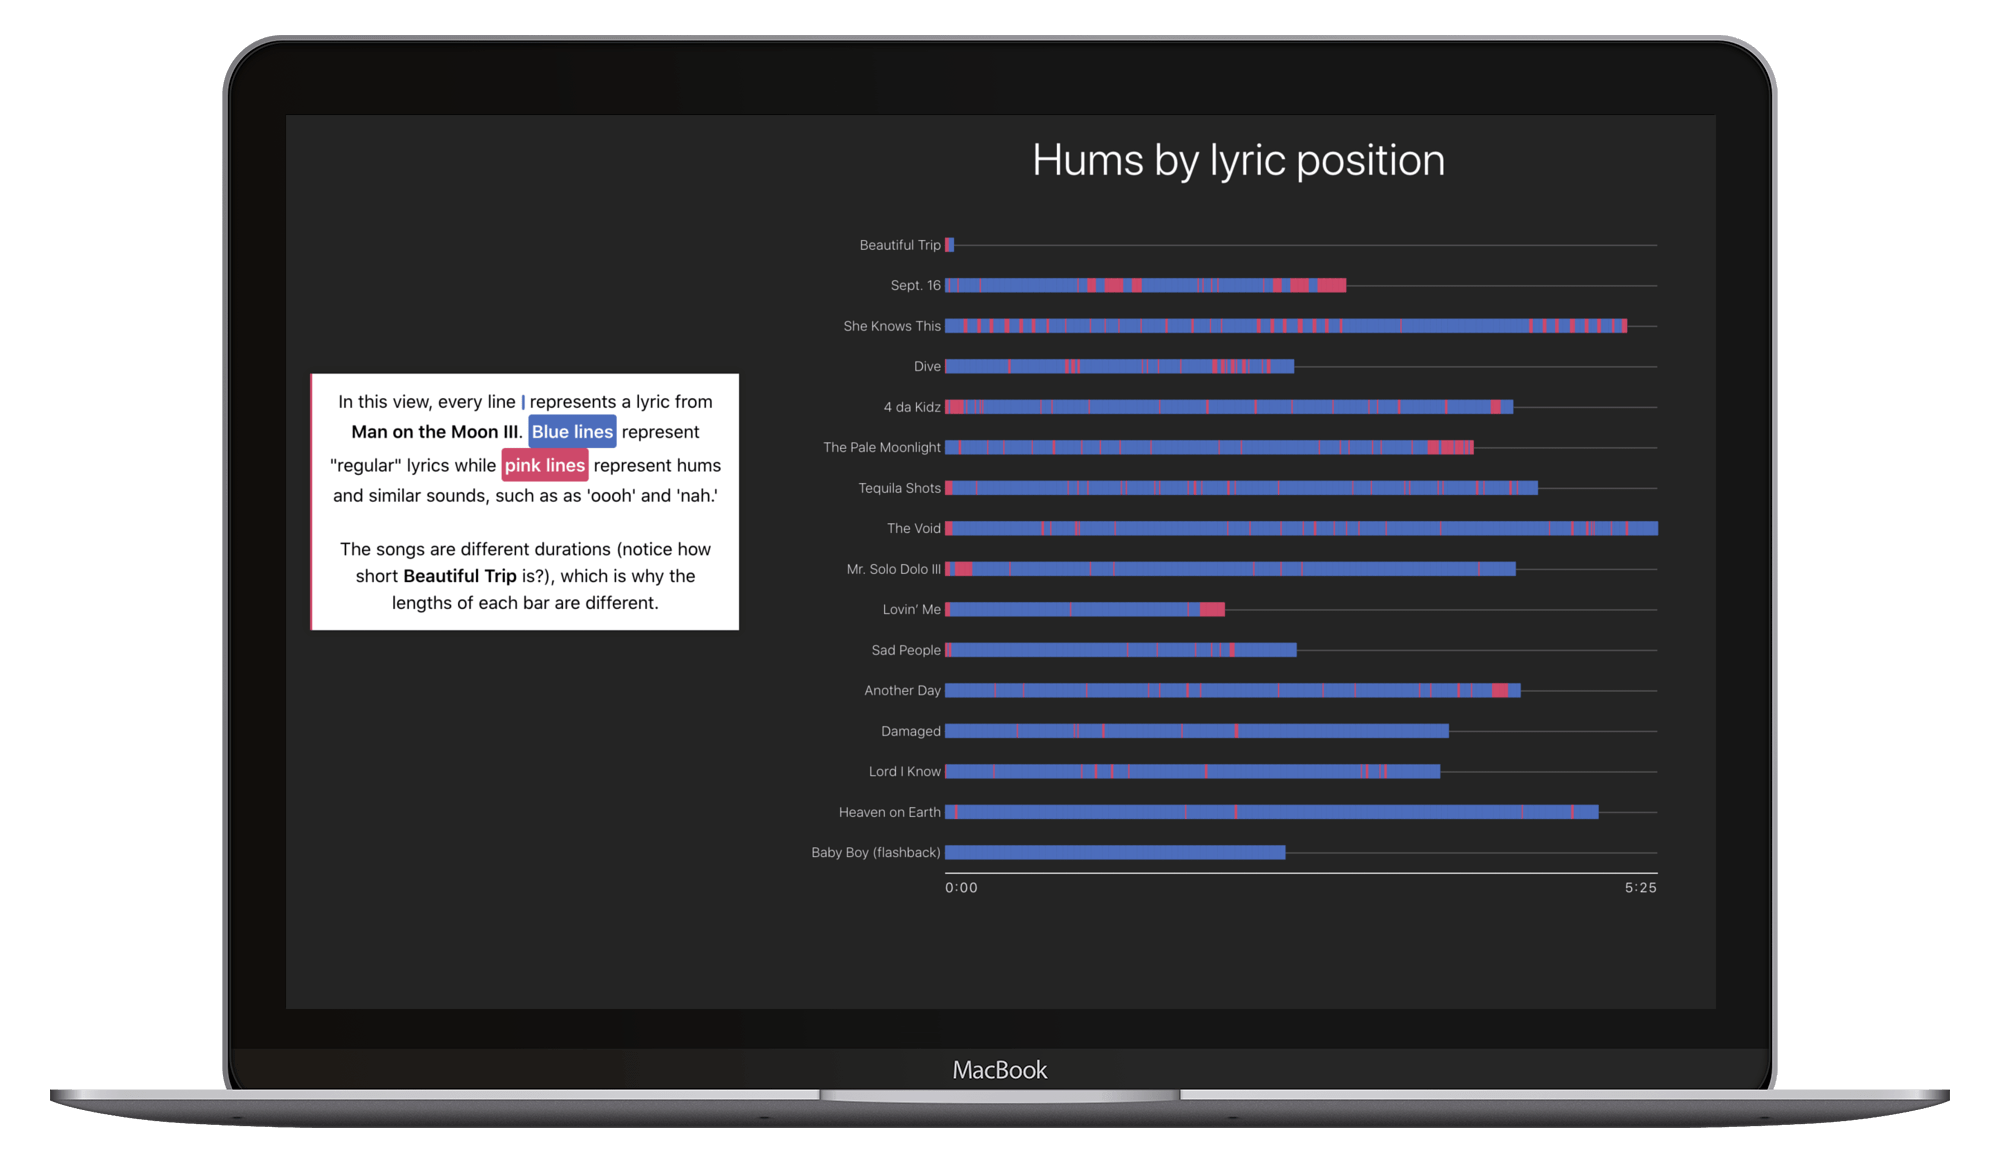 Hums by lyric position
In this view, every line | represents a lyric from
Man on the Moon III. Blue lines represent
"regular" lyrics while pink lines represent hums
and similar sounds, such as as 'oooh' and 'nah.'
The songs are different durations (notice how
short Beautiful Trip is?), which is why the
lengths of each bar are different.
Beautiful Trip
Sept. 16
She Knows This
Dive
4 da Kidz
The Pale Moonlight
Tequila Shots
The Void
Mr. Solo Dolo III
Lovin' Me
Sad People
Another Day
Damaged
Lord I Know
Heaven on Earth
Baby Boy (flashback)
0:00 5:25
MacBook